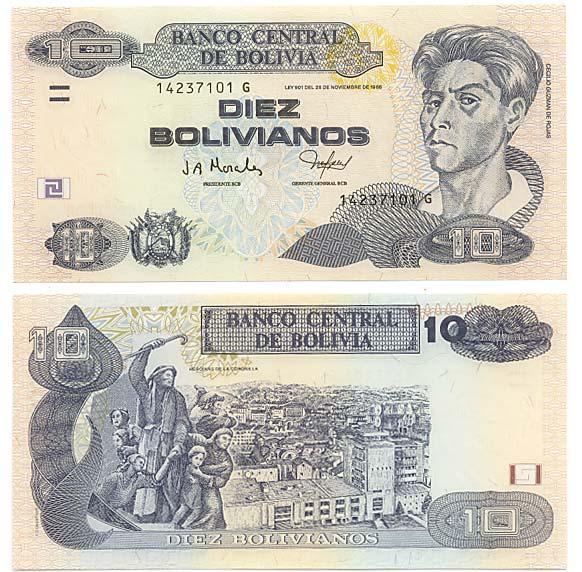 10
BANCO CENTRAL
DE BOLIVIA
14237101 G
LEY 901 DEL 28 DE NOVIEMBRE DE 1986
DIEZ
BOLIVIANOS
J A Morales
PRESIDENTE BCB
GERENTE GENERAL BCB
CECILIO GUZMAN DE ROJAS
14237101 G
10
10
10
BANCO CENTRAL
DE BOLIVIA
10
HEROINAS DE LA CORONILLA
DIEZ BOLIVIANOS
10